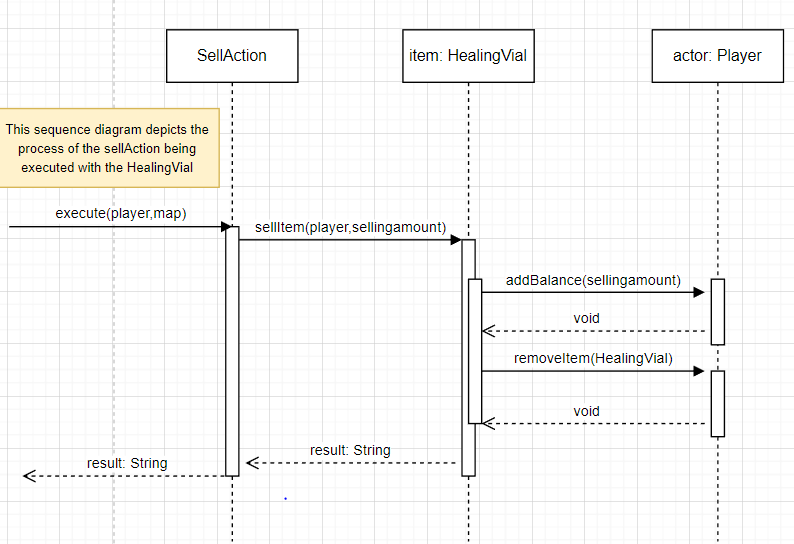 SellAction
item: HealingVial
actor: Player
This sequence diagram depicts the
process of the sellAction being
executed with the HealingVial
execute(player,map)
sellItem(player,sellingamount)
addBalance(sellingamount)
void
removeItem(HealingVial)
void
result: String
result: String